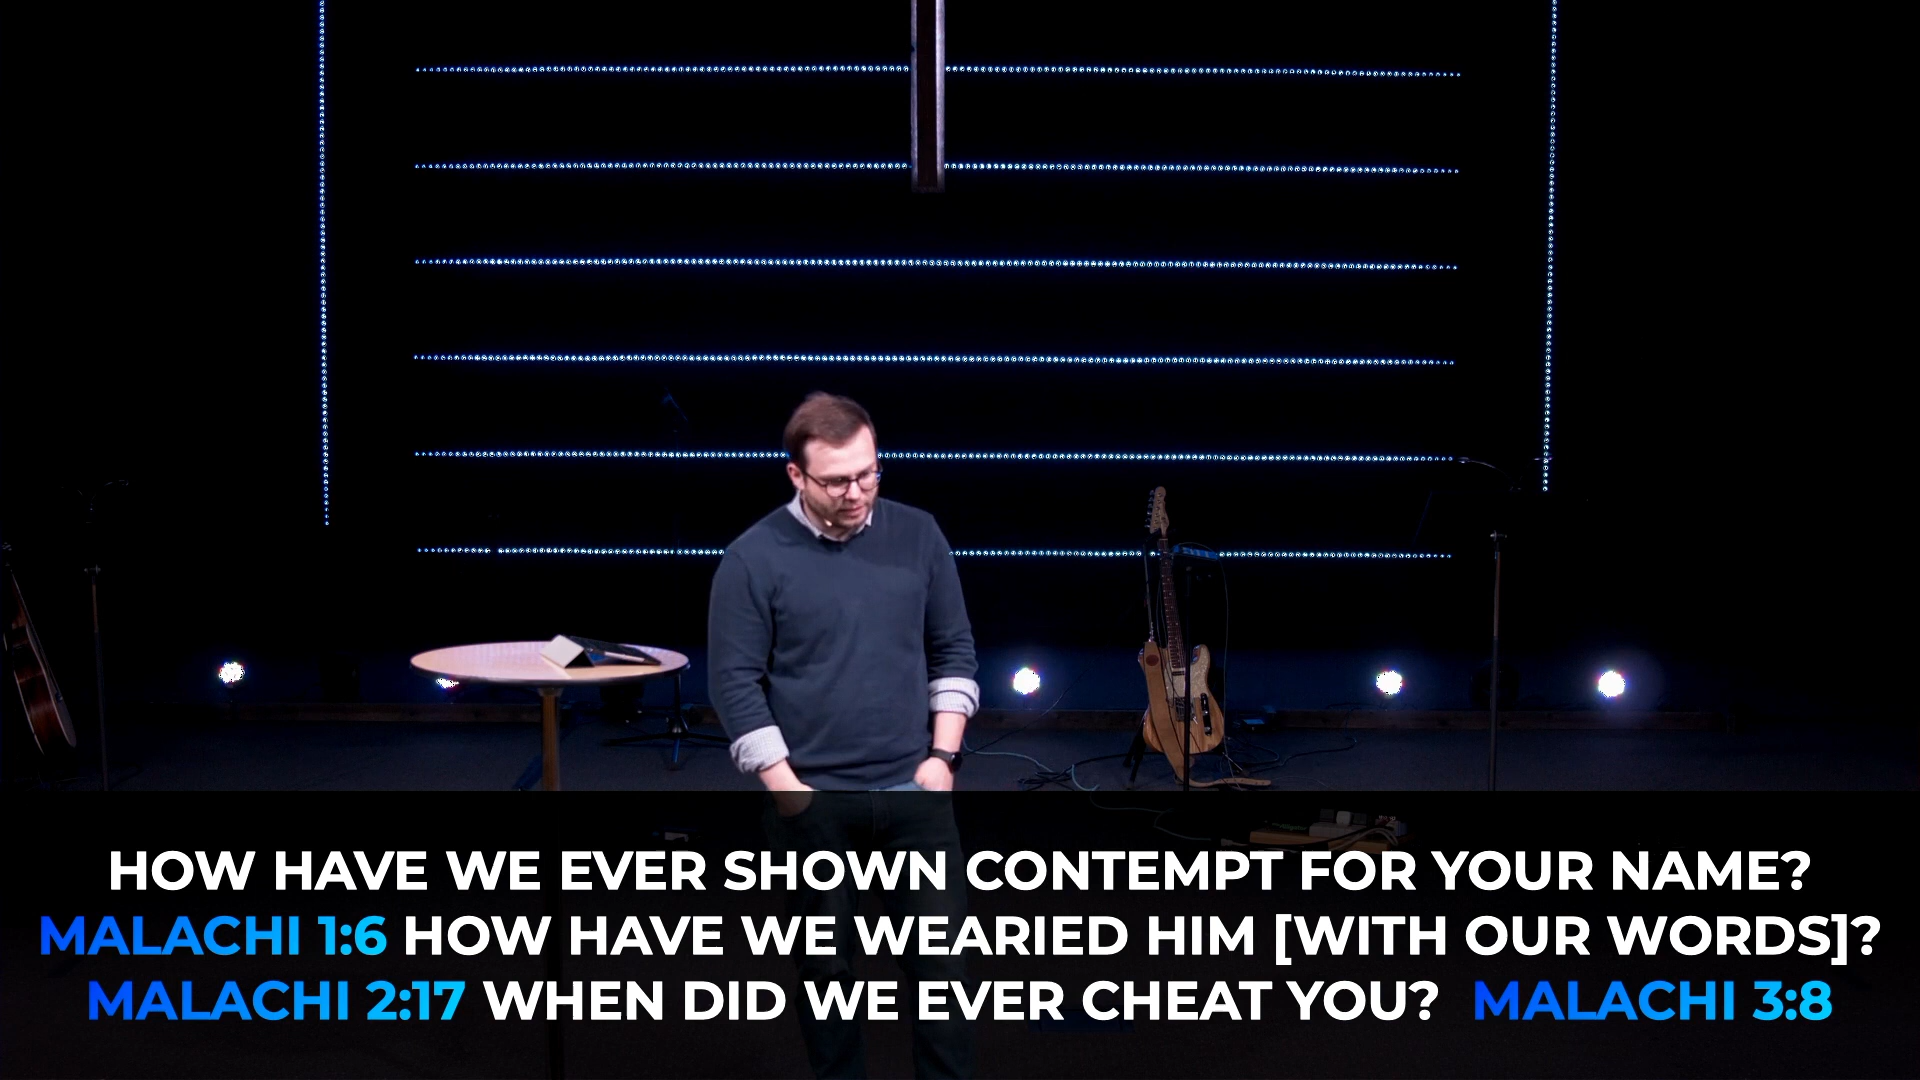 HOW HAVE WE EVER SHOWN CONTEMPT FOR YOUR NAME?
MALACHI 1:6 HOW HAVE WE WEARIED HIM [WITH OUR WORDS]?
MALACHI 2:17 WHEN DID WE EVER CHEAT YOU? MALACHI 3:8